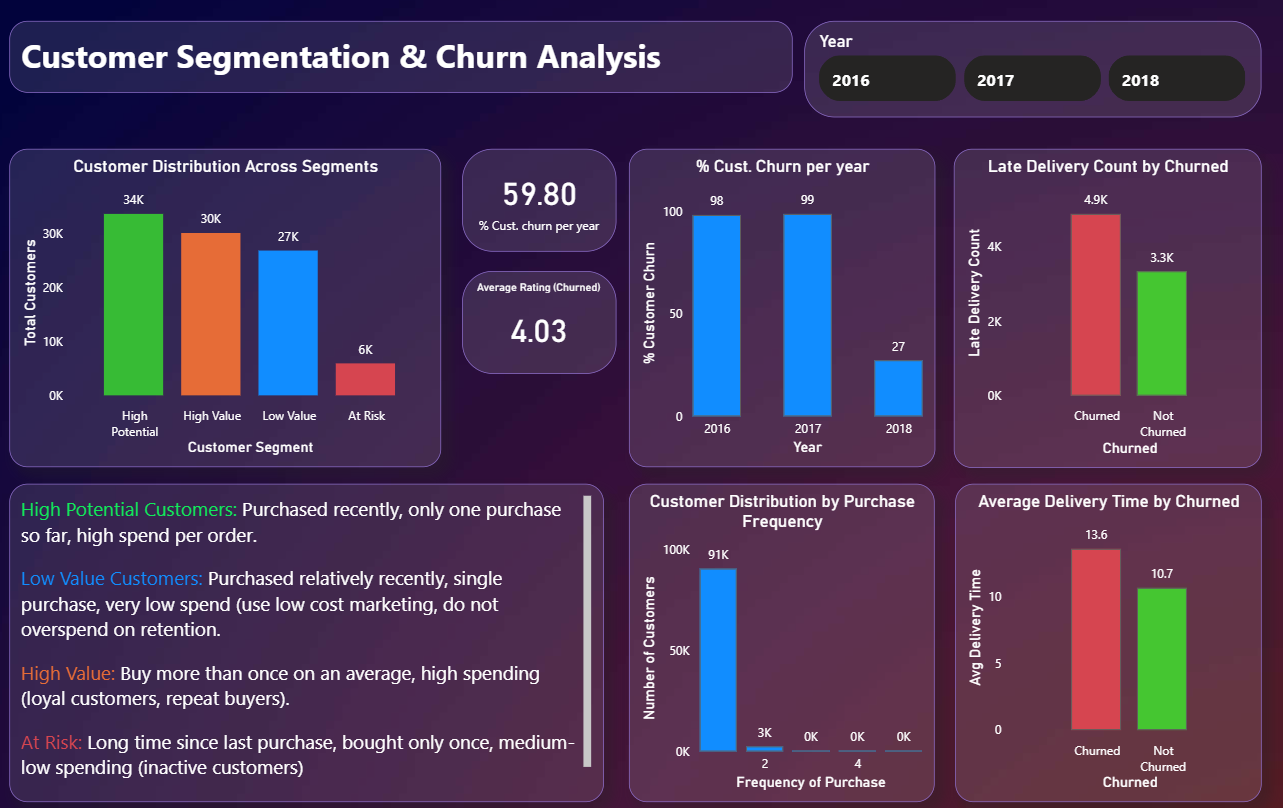 Customer Segmentation & Churn Analysis
Year
2016
2017
2018
Customer Distribution Across Segments
Total Customers
30K
20K
10K
0K
34K
30K
27K
6K
High
Potential
High Value
Low Value
At Risk
Customer Segment
59.80
% Cust. churn per year
Average Rating (Churned)
4.03
% Cust. Churn per year
% Customer Churn
100
50
0
98
99
27
2016
2017
2018
Year
Late Delivery Count by Churned
Late Delivery Count
4K
2K
0K
4.9K
3.3K
Churned
Not
Churned
Churned
High Potential Customers: Purchased recently, only one purchase
so far, high spend per order.
Low Value Customers: Purchased relatively recently, single
purchase, very low spend (use low cost marketing, do not
overspend on retention.
High Value: Buy more than once on an average, high spending
(loyal customers, repeat buyers).
At Risk: Long time since last purchase, bought only once, medium-
low spending (inactive customers)
Customer Distribution by Purchase
Frequency
Number of Customers
100K
50K
0K
91K
3K
0K
0K
0K
2
4
Frequency of Purchase
Average Delivery Time by Churned
Avg Delivery Time
10
5
0
13.6
10.7
Churned
Not
Churned
Churned